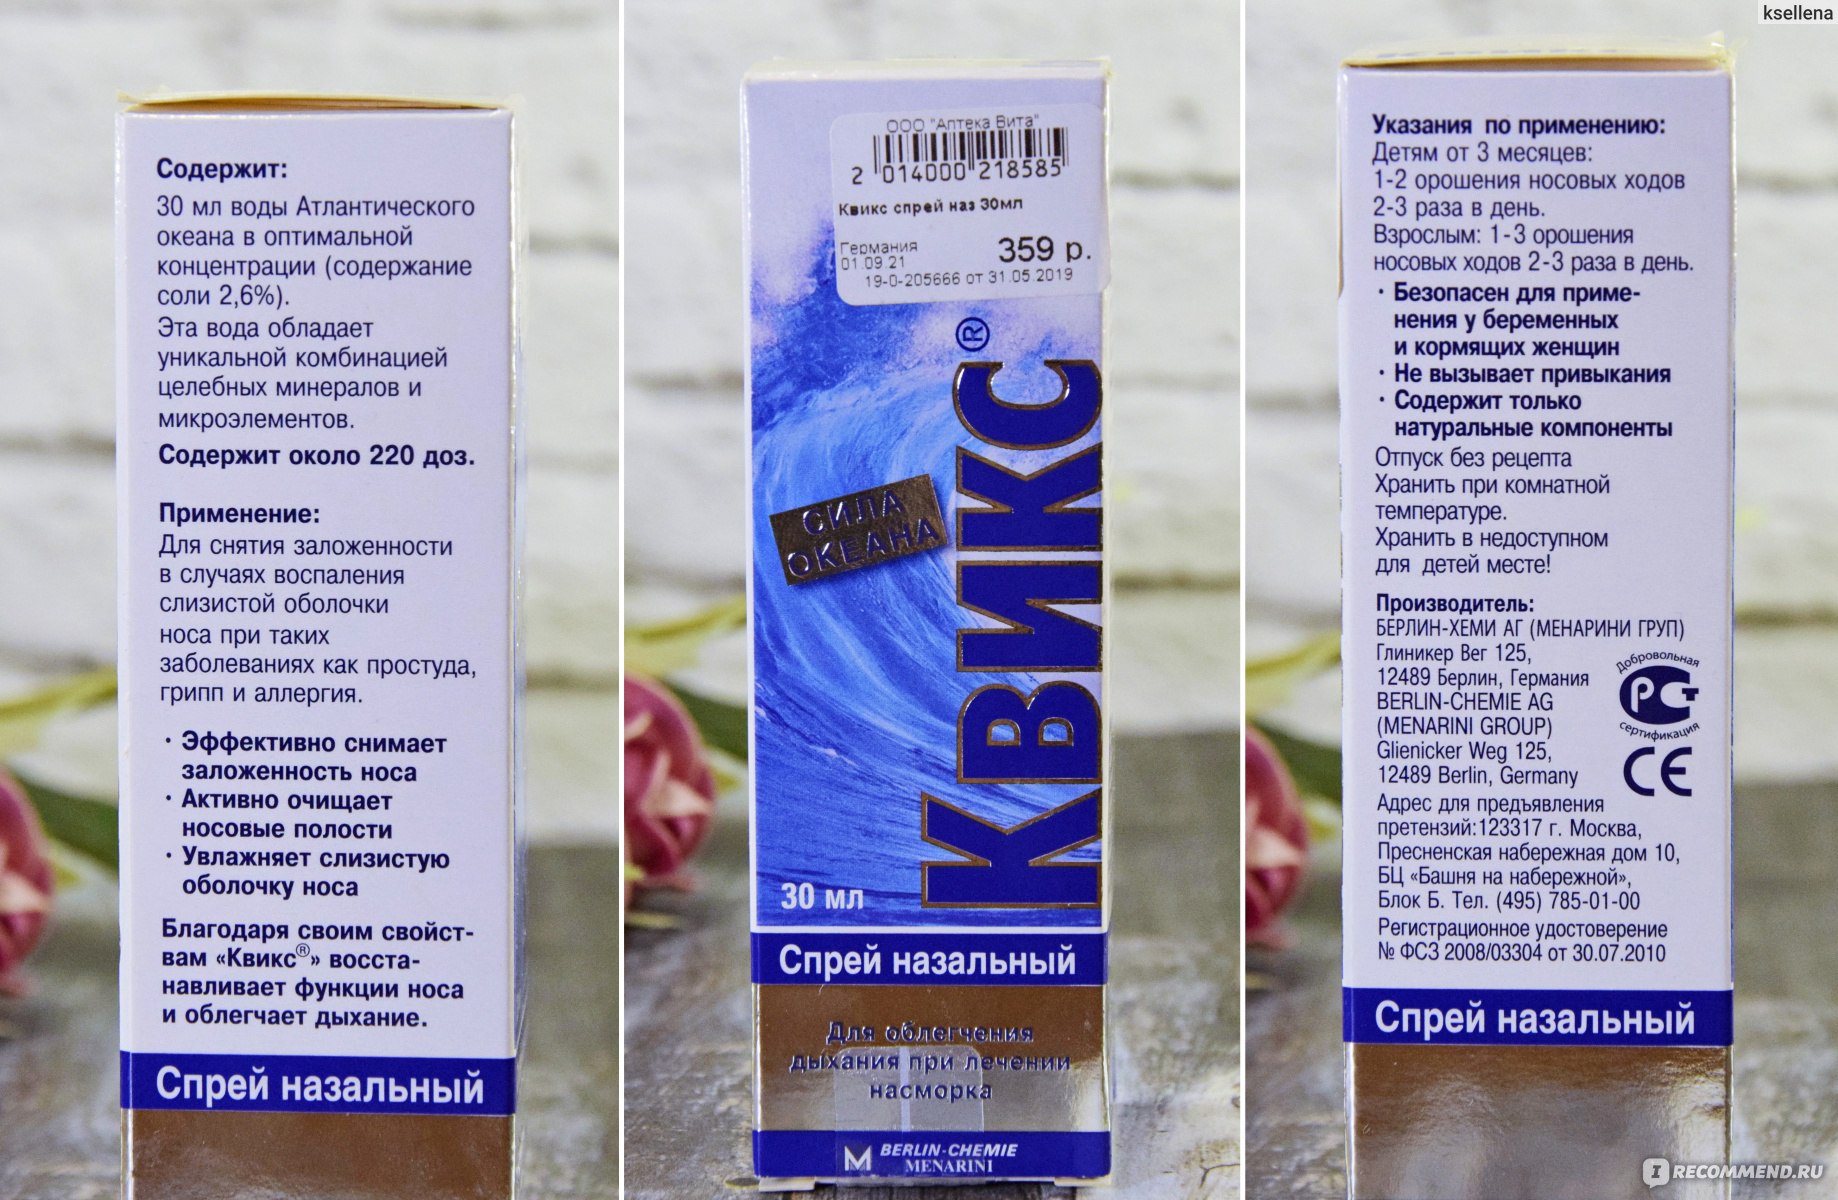 Содержит:
30 мл воды Атлантического
океана в оптимальной
концентрации (содержание
соли 2,6%).
Эта вода обладает
уникальной комбинацией
целебных минералов и
микроэлементов.
Содержит около 220 доз.
Применение:
Для снятия заложенности
в случаях воспаления
слизистой оболочки
носа при таких
заболеваниях как простуда,
грипп и аллергия.
· Эффективно снимает
заложенность носа
· Активно очищает
носовые полости
· Увлажняет слизистую
оболочку носа
Благодаря своим свойст-
вам «Квикс®» восста-
навливает функции носа
и облегчает дыхание.
Спрей назальный
ООО "Аптека Вита"
2 014000 218585
Квикс спрей наз 30мл
Германия
359 р.
01.09.21
19-0-205666 от 31.05.2019
КВИКС®
СИЛА
ОКЕАНА
30 мл
Спрей назальный
Для облегчения
дыхания при лечении
насморка
BERLIN-CHEMIE
MENARINI
ksellena
Указания по применению:
Детям от 3 месяцев:
1-2 орошения носовых ходов
2-3 раза в день.
Взрослым: 1-3 орошения
носовых ходов 2-3 раза в день.
· Безопасен для приме-
нения у беременных
и кормящих женщин
· Не вызывает привыкания
· Содержит только
натуральные компоненты
Отпуск без рецепта
Хранить при комнатной
температуре.
Хранить в недоступном
для детей месте!
Производитель:
БЕРЛИН-ХЕМИ АГ (МЕНАРИНИ ГРУП)
Глиникер Вег 125,
12489 Берлин, Германия
BERLIN-CHEMIE AG
(MENARINI GROUP)
Glienicker Weg 125,
12489 Berlin, Germany
Добровольная
РСТ
сертификация
CE
Адрес для предъявления
претензий:123317 г. Москва,
Пресненская набережная дом 10,
БЦ «Башня на набережной»,
Блок Б. Тел. (495) 785-01-00
Регистрационное удостоверение
№ ФСЗ 2008/03304 от 30.07.2010
Спрей назальный
IRECOMMEND.RU